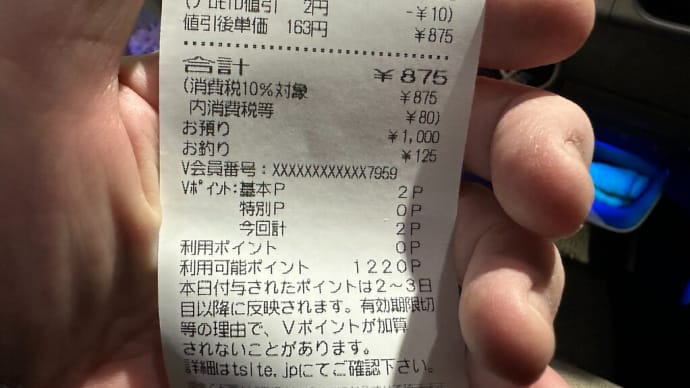 値引 2円 -¥10)
値引後単価 163円 ¥875
合計 ¥875
(消費税10%対象 ¥875
内消費税等 ¥80)
お預り ¥1,000
お釣り ¥125
V会員番号:XXXXXXXXXXXX7959
Vポイント:基本P 2P
特別P 0P
今回計 2P
利用ポイント 0P
利用可能ポイント 1220P
本日付与されたポイントは2~3日
目以降に反映されます。有効期限切
等の理由で、Vポイントが加算
されないことがあります。
詳細はtsite.jpにてご確認下さい。